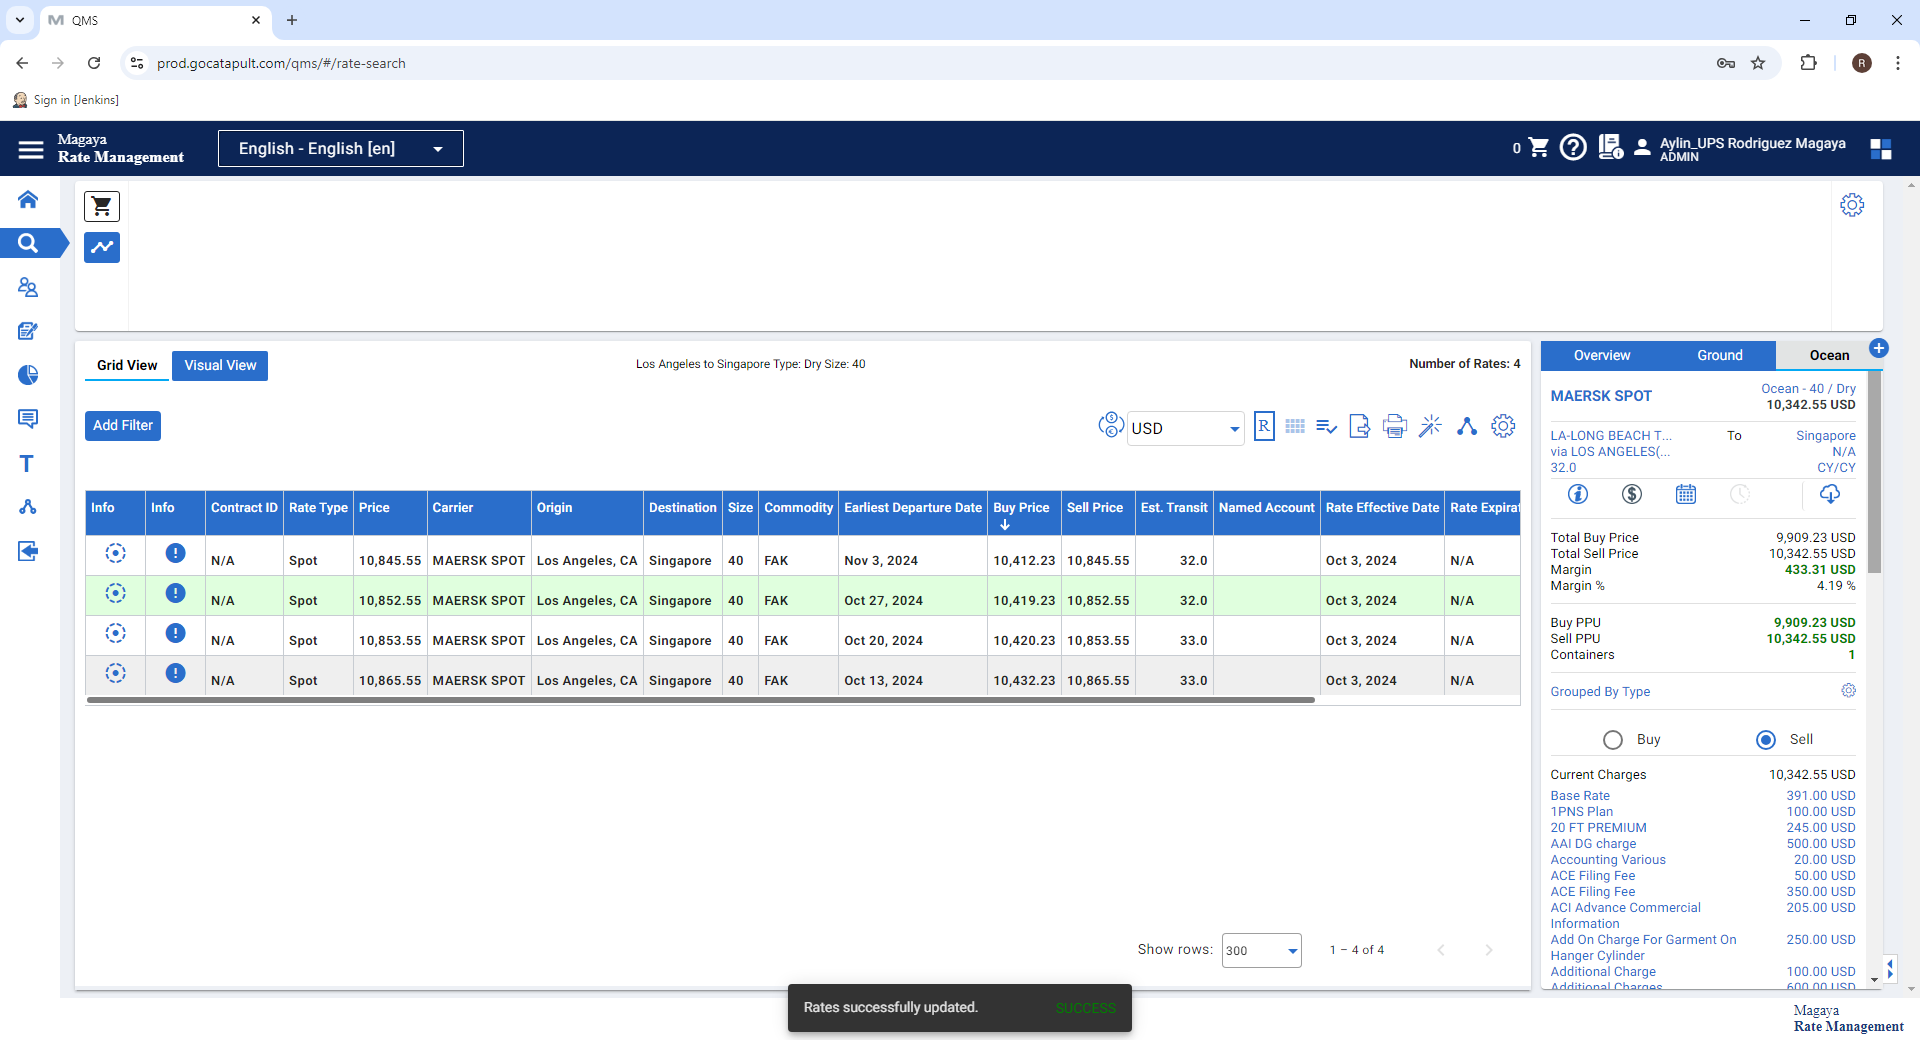 QMS
prod.gocatapult.com/qms/#/rate-search
R
Sign in [Jenkins]
Magaya
Rate Management
English - English [en]
0
Aylin_UPS Rodriguez Magaya
ADMIN
Grid View
Visual View
Los Angeles to Singapore Type: Dry Size: 40
Number of Rates: 4
Add Filter
USD
R
Info Info Contract ID Rate Type Price Carrier Origin Destination Size Commodity Earliest Departure Date Buy Price Sell Price Est. Transit Named Account Rate Effective Date Rate Expirat
N/A Spot 10,845.55 MAERSK SPOT Los Angeles, CA Singapore 40 FAK Nov 3, 2024 10,412.23 10,845.55 32.0 Oct 3, 2024 N/A
N/A Spot 10,852.55 MAERSK SPOT Los Angeles, CA Singapore 40 FAK Oct 27, 2024 10,419.23 10,852.55 32.0 Oct 3, 2024 N/A
N/A Spot 10,853.55 MAERSK SPOT Los Angeles, CA Singapore 40 FAK Oct 20, 2024 10,420.23 10,853.55 33.0 Oct 3, 2024 N/A
N/A Spot 10,865.55 MAERSK SPOT Los Angeles, CA Singapore 40 FAK Oct 13, 2024 10,432.23 10,865.55 33.0 Oct 3, 2024 N/A
Show rows: 300 1 – 4 of 4
Overview Ground Ocean
MAERSK SPOT Ocean - 40 / Dry
10,342.55 USD
LA-LONG BEACH T... To Singapore
via LOS ANGELES(... N/A
32.0 CY/CY
Total Buy Price 9,909.23 USD
Total Sell Price 10,342.55 USD
Margin 433.31 USD
Margin % 4.19 %
Buy PPU 9,909.23 USD
Sell PPU 10,342.55 USD
Containers 1
Grouped By Type
Buy Sell
Current Charges 10,342.55 USD
Base Rate 391.00 USD
1PNS Plan 100.00 USD
20 FT PREMIUM 245.00 USD
AAI DG charge 500.00 USD
Accounting Various 20.00 USD
ACE Filing Fee 50.00 USD
ACE Filing Fee 350.00 USD
ACI Advance Commercial 205.00 USD
Information
Add On Charge For Garment On 250.00 USD
Hanger Cylinder
Additional Charge 100.00 USD
Additional Charges 600.00 USD
Rates successfully updated. SUCCESS
Magaya
Rate Management